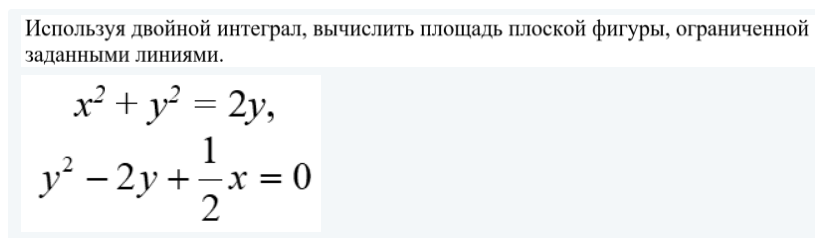 Используя двойной интеграл, вычислить площадь плоской фигуры, ограниченной
заданными линиями.
x² + y² = 2y,
y² − 2y + 1/2 x = 0